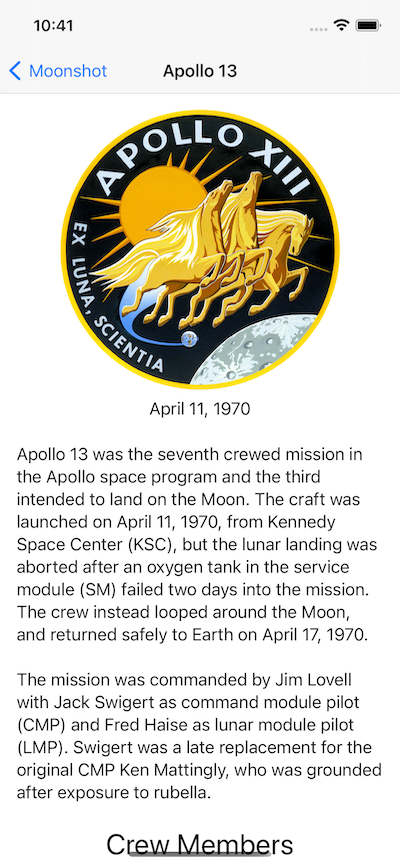 10:41
Moonshot
Apollo 13
APOLLO XIII
EX LUNA, SCIENTIA
April 11, 1970
Apollo 13 was the seventh crewed mission in
the Apollo space program and the third
intended to land on the Moon. The craft was
launched on April 11, 1970, from Kennedy
Space Center (KSC), but the lunar landing was
aborted after an oxygen tank in the service
module (SM) failed two days into the mission.
The crew instead looped around the Moon,
and returned safely to Earth on April 17, 1970.
The mission was commanded by Jim Lovell
with Jack Swigert as command module pilot
(CMP) and Fred Haise as lunar module pilot
(LMP). Swigert was a late replacement for the
original CMP Ken Mattingly, who was grounded
after exposure to rubella.
Crew Members